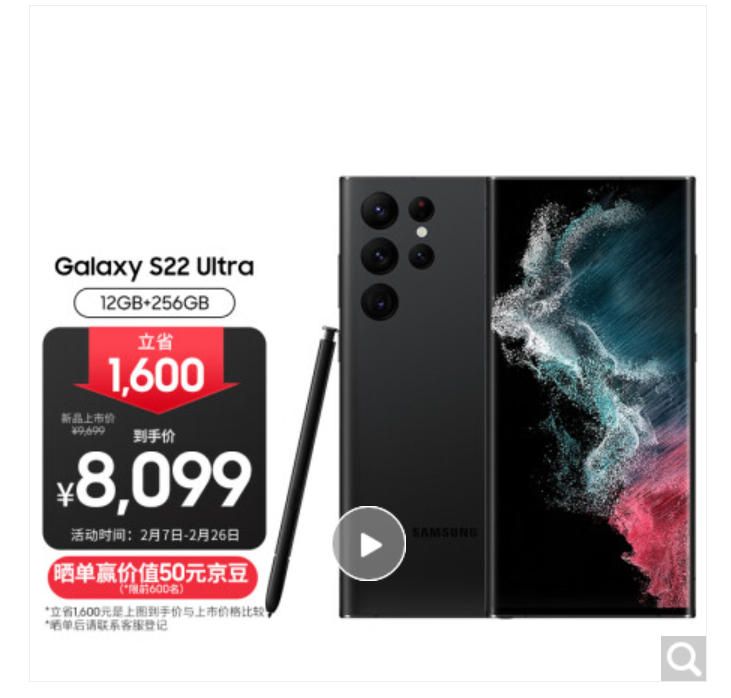 Galaxy S22 Ultra
12GB+256GB
立省
1,600
新品上市价
¥9,699
到手价
¥8,099
活动时间：2月7日-2月26日
晒单赢价值50元京豆
(*限前600名)
*立省1,600元是上图到手价与上市价格比较
*晒单后请联系客服登记
SAMSUNG